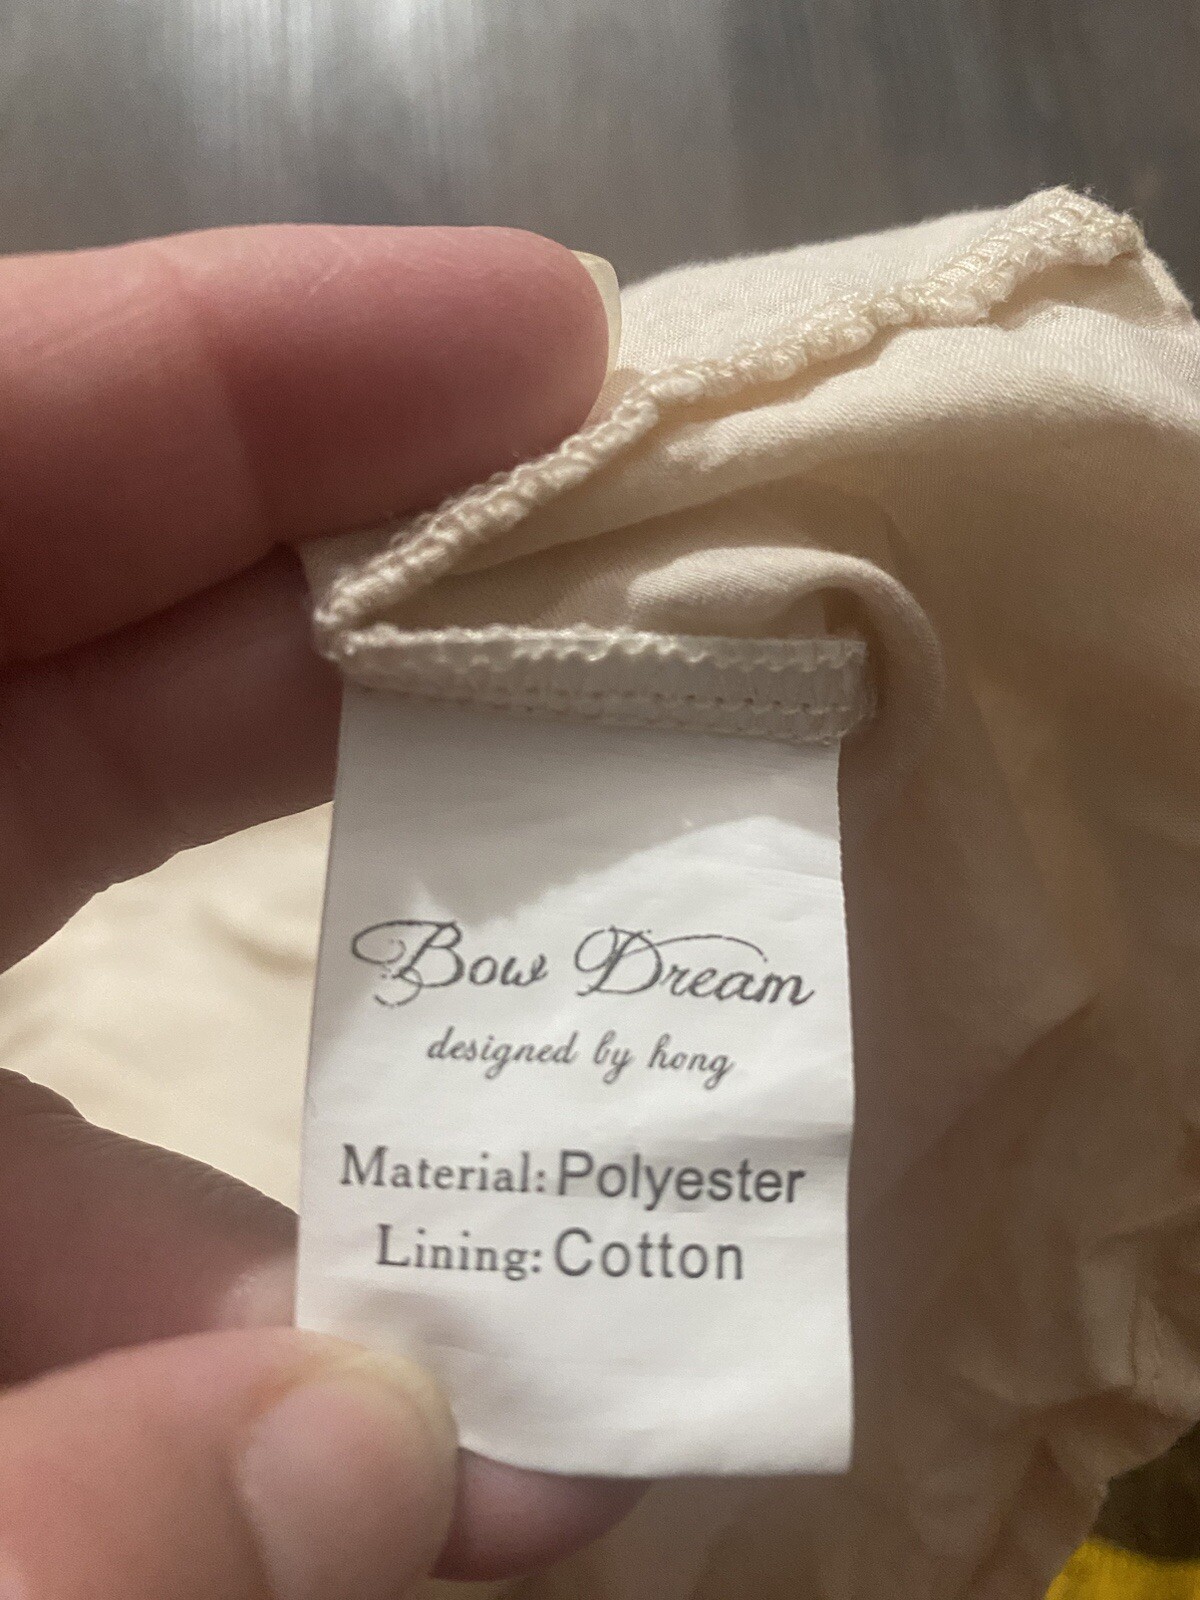 Bow Dream
designed by hong
Material: Polyester
Lining: Cotton